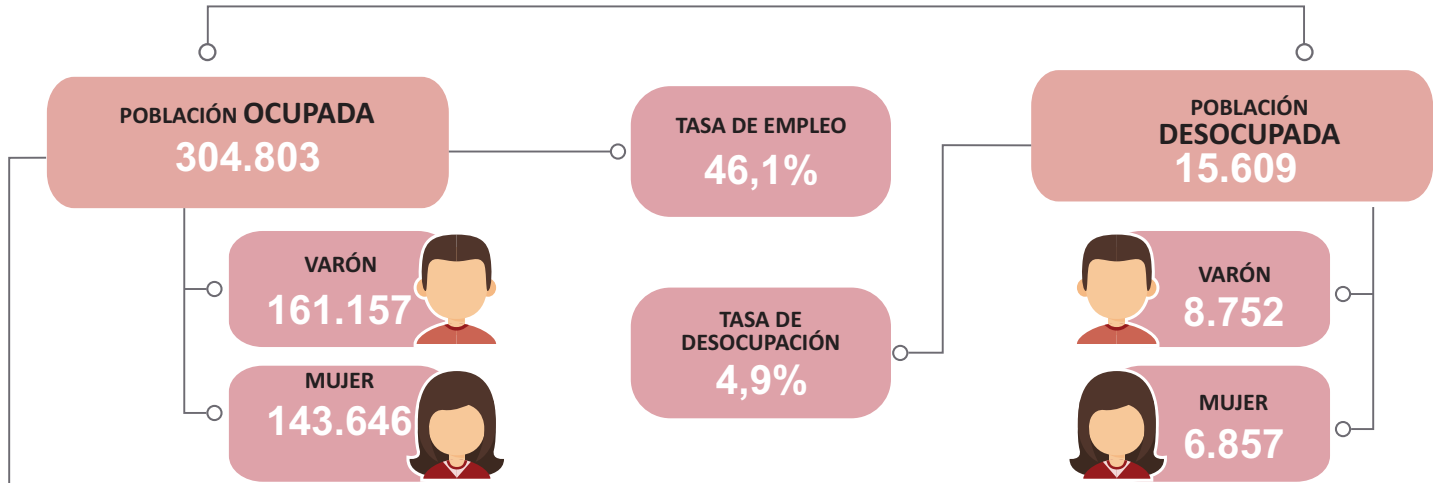 POBLACIÓN OCUPADA
304.803
VARÓN
161.157
MUJER
143.646
TASA DE EMPLEO
46,1%
TASA DE
DESOCUPACIÓN
4,9%
POBLACIÓN
DESOCUPADA
15.609
VARÓN
8.752
MUJER
6.857